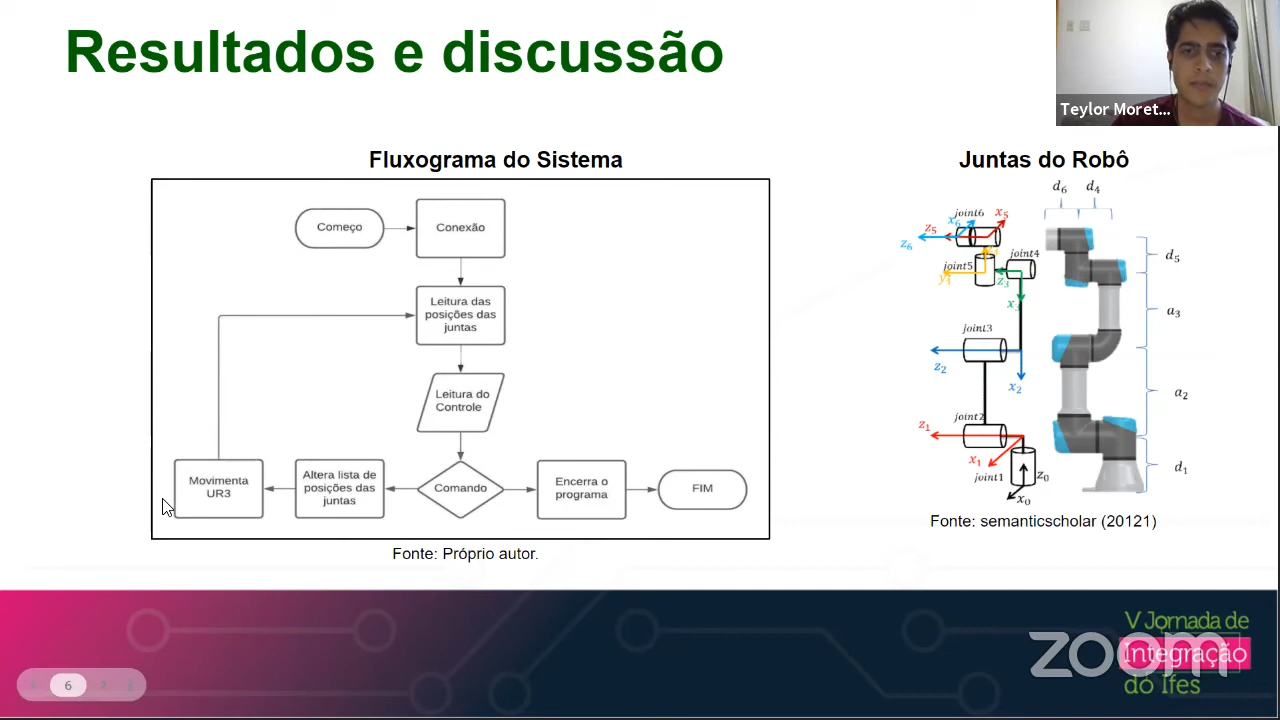 Resultados e discussão
Teylor Moret...
Fluxograma do Sistema
Começo
Conexão
Leitura das
posições das
juntas
Leitura do
Controle
Movimenta
UR3
Altera lista de
posições das
juntas
Comando
Encerra o
programa
FIM
Fonte: Próprio autor.
Juntas do Robô
d6
d4
joint6
x5
x6
z5
z6
joint4
joint5
z3
x3
d5
a3
joint3
z2
x2
a2
joint2
z1
x1
joint1
z0
x0
d1
Fonte: semanticscholar (20121)
V Jornada de
Integração
do Ifes
zoom
6